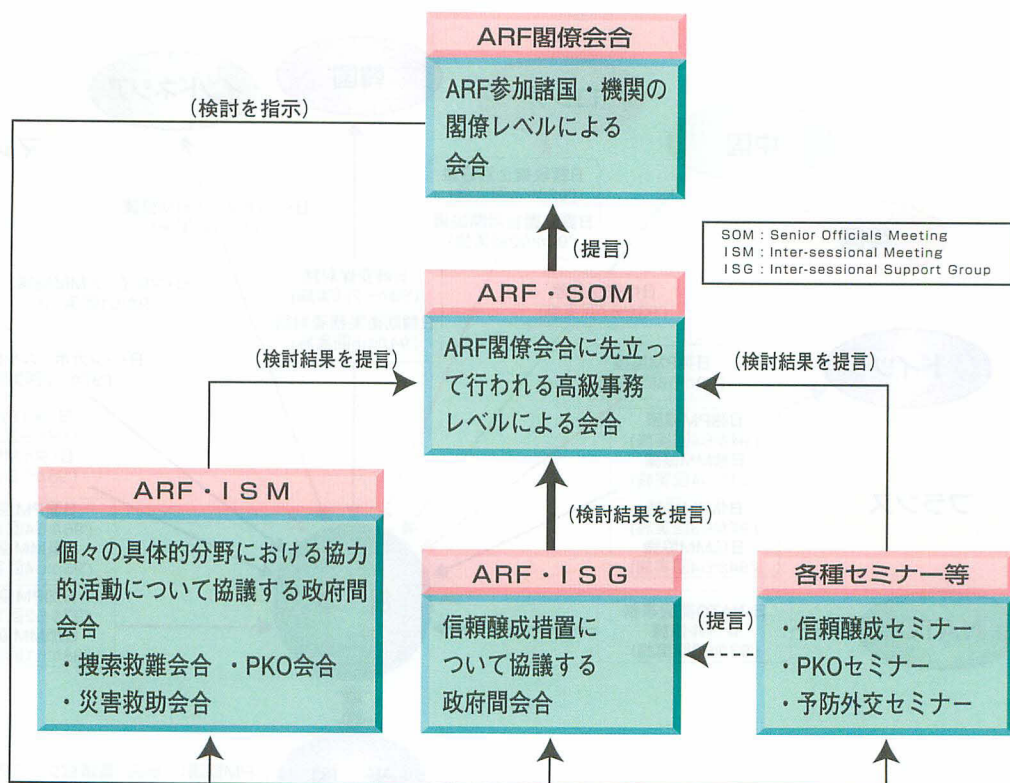 ARF閣僚会合
ARF参加諸国・機関の
閣僚レベルによる
会合
(検討を指示)
(提言)
SOM : Senior Officials Meeting
ISM : Inter-sessional Meeting
ISG : Inter-sessional Support Group
ARF・SOM
ARF閣僚会合に先立っ
て行われる高級事務
レベルによる会合
(検討結果を提言)
(検討結果を提言)
(検討結果を提言)
ARF・ISM
個々の具体的分野における協力
的活動について協議する政府間
会合
・捜索救難会合 ・PKO会合
・災害救助会合
ARF・ISG
信頼醸成措置に
ついて協議する
政府間会合
(提言)
各種セミナー等
・信頼醸成セミナー
・PKOセミナー
・予防外交セミナー